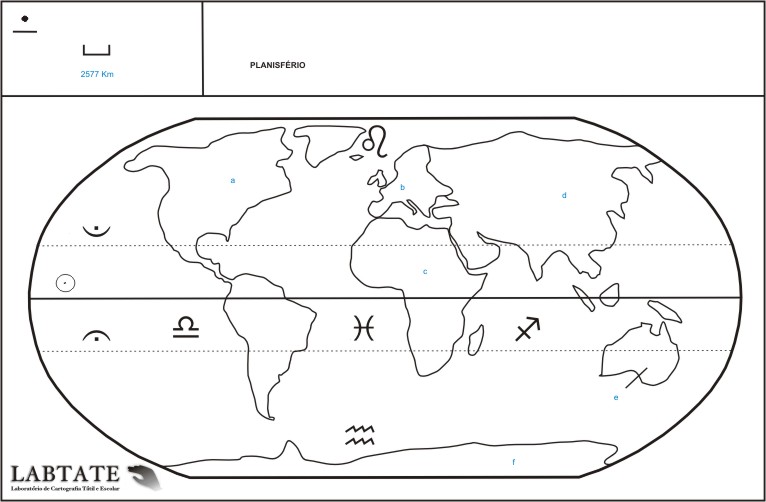 2577 Km
PLANISFÉRIO
a
b
d
c
e
f
LABTATE
Laboratório de Cartografia Tátil e Escolar